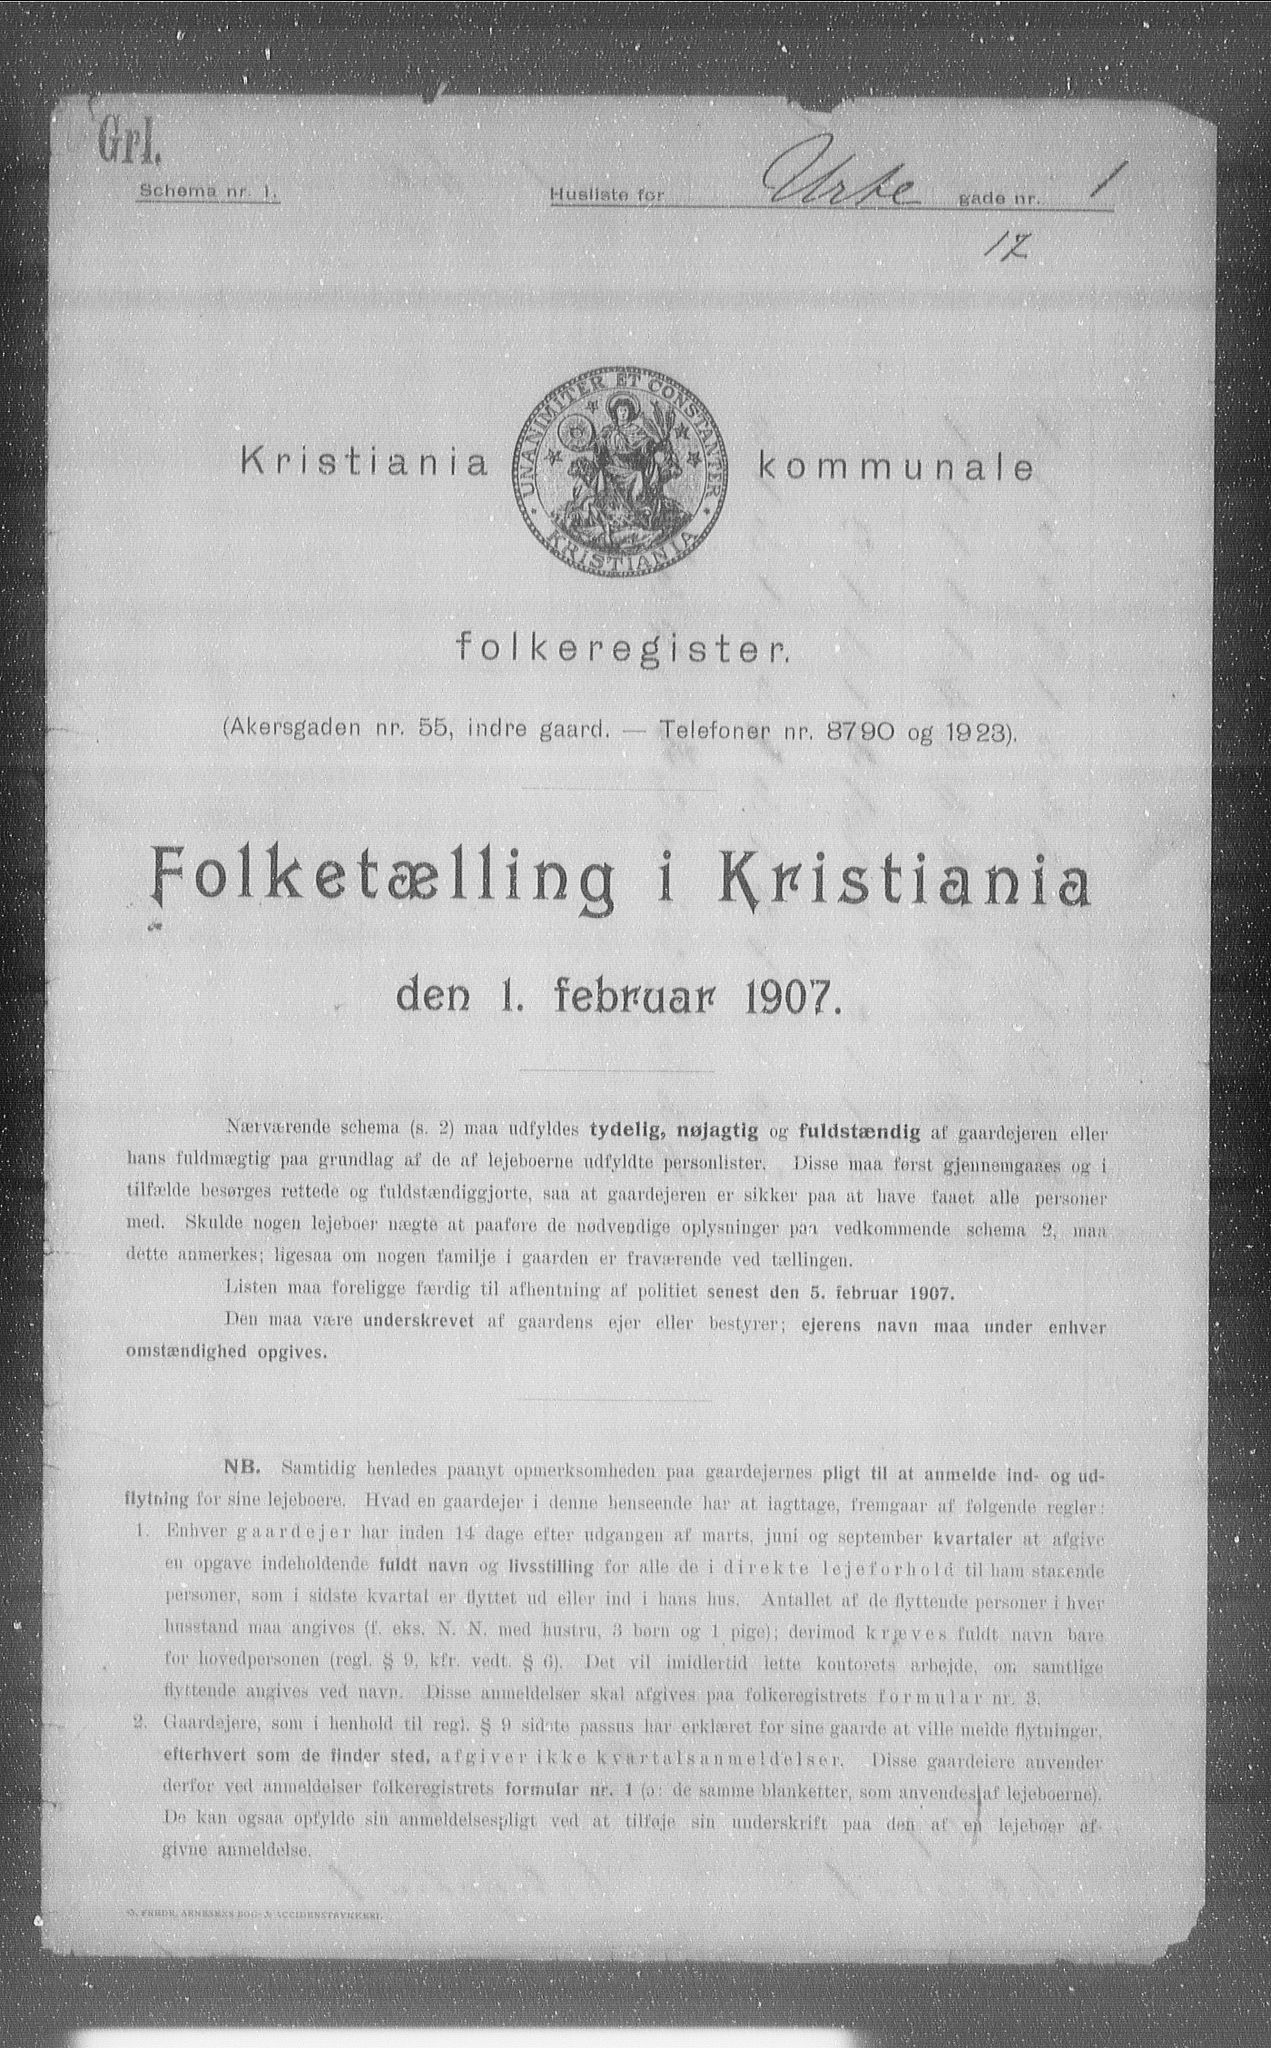 Grl.
Schema nr. 1.
Husliste for Urte gade nr. 1
17
UNANIMITER ET CONSTANTER
KRISTIANIA
Kristiania kommunale
folkeregister.
(Akersgaden nr. 55, indre gaard. — Telefoner nr. 8790 og 1923).
Folketælling i Kristiania
den 1. februar 1907.
Nærværende schema (s. 2) maa udfyldes tydelig, nøjagtig og fuldstændig af gaardejeren eller
hans fuldmægtig paa grundlag af de af lejeboerne udfyldte personlister. Disse maa først gjennemgaaes og i
tilfælde besørges rettede og fuldstændiggjorte, saa at gaardejeren er sikker paa at have faaet alle personer
med. Skulde nogen lejeboer nægte at paaføre de nødvendige oplysninger paa vedkommende schema 2, maa
dette anmerkes; ligesaa om nogen familje i gaarden er fraværende ved tællingen.
Listen maa foreligge færdig til afhentning af politiet senest den 5. februar 1907.
Den maa være underskrevet af gaardens ejer eller bestyrer; ejerens navn maa under enhver
omstændighed opgives.
NB. Samtidig henledes paanyt opmerksomheden paa gaardejernes pligt til at anmelde ind- og ud-
flytning for sine lejeboere. Hvad en gaardejer i denne henseende har at iagttage, fremgaar af følgende regler:
1. Enhver gaardejer har inden 14 dage efter udgangen af marts, juni og september kvartaler at afgive
en opgave indeholdende fuldt navn og livsstilling for alle de i direkte lejeforhold til ham staaende
personer, som i sidste kvartal er flyttet ud eller ind i hans hus. Antallet af de flyttende personer i hver
husstand maa angives (f. eks. N. N. med hustru, 3 børn og 1 pige); derimod kræves fuldt navn bare
for hovedpersonen (regl. § 9, kfr. vedt. § 6). Det vil imidlertid lette kontorets arbejde, om samtlige
flyttende angives ved navn. Disse anmeldelser skal afgives paa folkeregistrets formular nr. 3.
2. Gaardejere, som i henhold til regl. § 9 sidste passus har erklæret for sine gaarde at ville melde flytninger,
efterhvert som de finder sted, afgiver ikke kvartalsanmeldelser. Disse gaardeiere anvender
derfor ved anmeldelser folkeregistrets formular nr. 1 (ɔ: de samme blanketter, som anvendes af lejeboerne).
De kan ogsaa opfylde sin anmeldelsespligt ved at tilføje sin underskrift paa den af en lejeboer af-
givne anmeldelse.
O. FREDR. ARNESENS BOG- & ACCIDENSTRYKKERI.